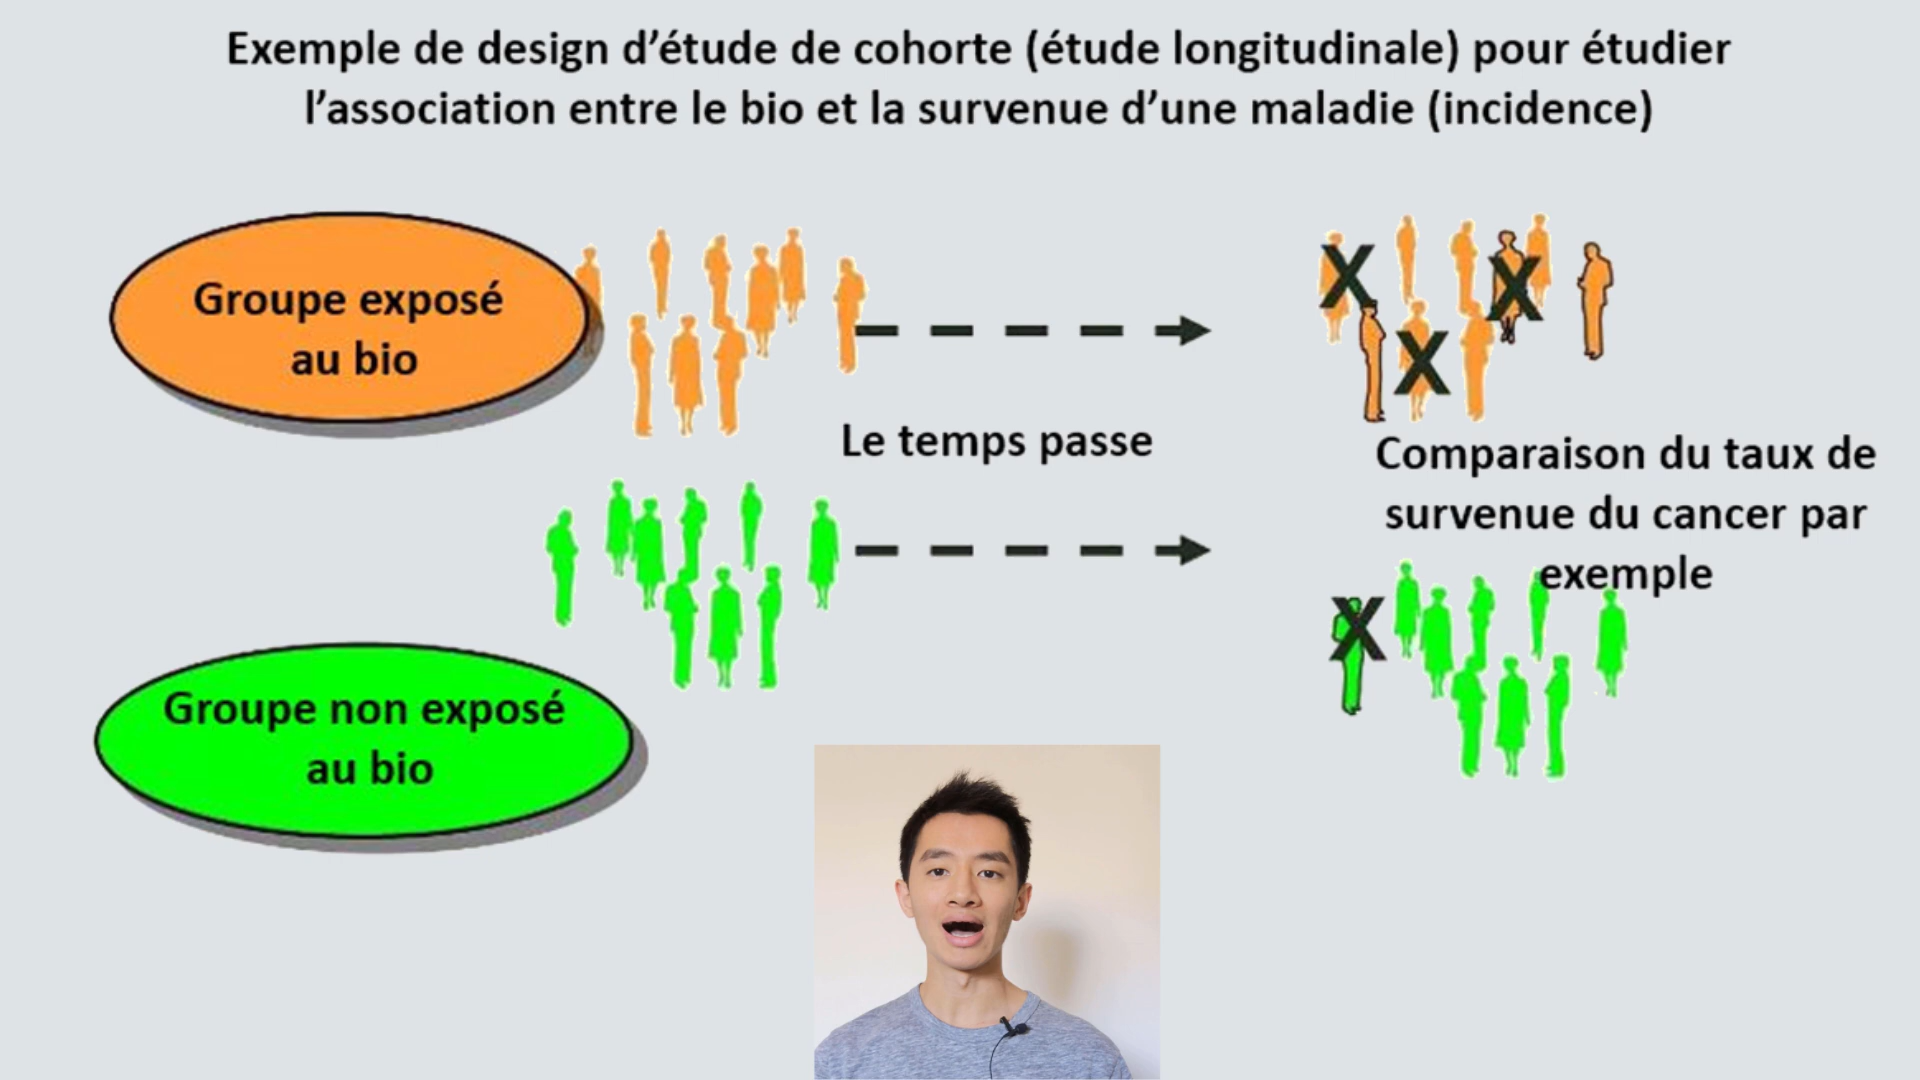 Exemple de design d’étude de cohorte (étude longitudinale) pour étudier
l’association entre le bio et la survenue d’une maladie (incidence)
Groupe exposé
au bio
Le temps passe
Comparaison du taux de
survenue du cancer par
exemple
Groupe non exposé
au bio